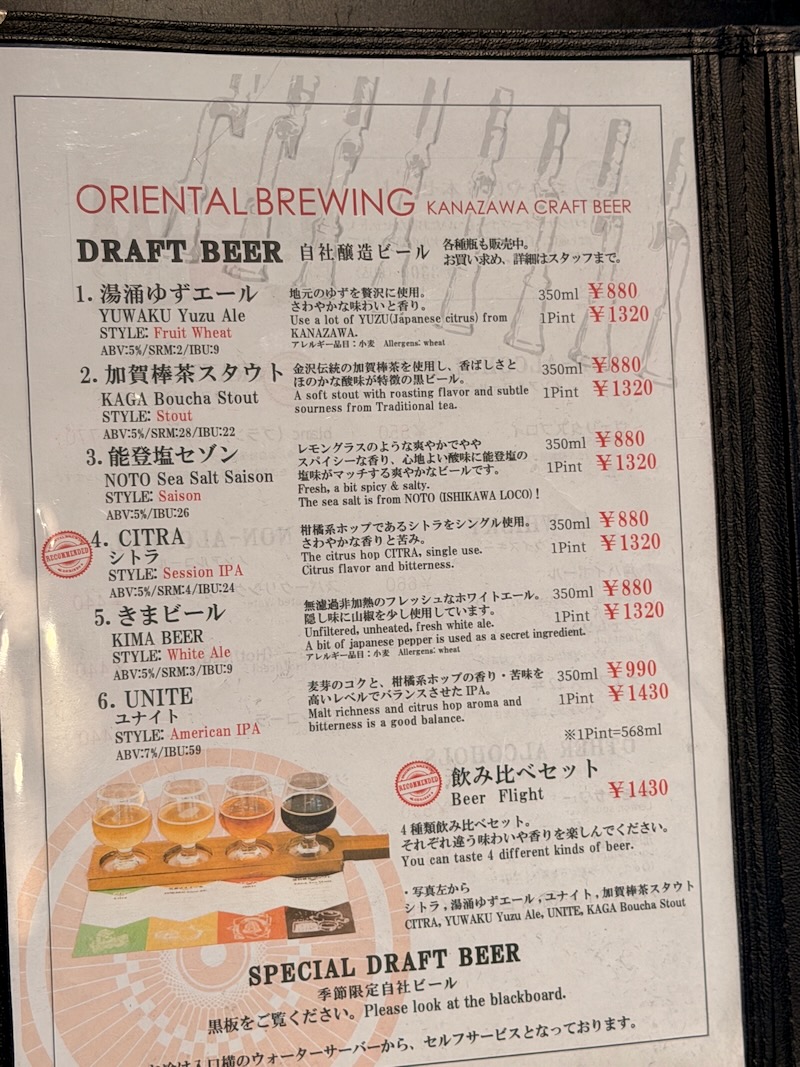 ORIENTAL BREWING KANAZAWA CRAFT BEER
DRAFT BEER 自社醸造ビール
各種瓶も販売中。
お買い求め、詳細はスタッフまで。
1. 湯涌ゆずエール
YUWAKU Yuzu Ale
STYLE: Fruit Wheat
ABV:5%/SRM:2/IBU:9
地元のゆずを贅沢に使用。
さわやかな味わいと香り。
Use a lot of YUZU(Japanese citrus) from
KANAZAWA.
アレルギー品目：小麦 Allergens: wheat
350ml ¥880
1Pint ¥1320
2. 加賀棒茶スタウト
KAGA Boucha Stout
STYLE: Stout
ABV:5%/SRM:28/IBU:22
金沢伝統の加賀棒茶を使用し、香ばしさと
ほのかな酸味が特徴の黒ビール。
A soft stout with roasting flavor and subtle
sourness from Traditional tea.
350ml ¥880
1Pint ¥1320
3. 能登塩セゾン
NOTO Sea Salt Saison
STYLE: Saison
ABV:5%/IBU:26
レモングラスのような爽やかでやや
スパイシーな香り、心地よい酸味に能登塩の
塩味がマッチする爽やかなビールです。
Fresh, a bit spicy & salty.
The sea salt is from NOTO (ISHIKAWA LOCO)!
350ml ¥880
1Pint ¥1320
RECOMMENDED
4. CITRA
シトラ
STYLE: Session IPA
ABV:5%/SRM:4/IBU:24
柑橘系ホップであるシトラをシングル使用。
さわやかな香りと苦み。
The citrus hop CITRA, single use.
Citrus flavor and bitterness.
350ml ¥880
1Pint ¥1320
5. きまビール
KIMA BEER
STYLE: White Ale
ABV:5%/SRM:3/IBU:9
無濾過非加熱のフレッシュなホワイトエール。
隠し味に山椒を少し使用しています。
Unfiltered, unheated, fresh white ale.
A bit of japanese pepper is used as a secret ingredient.
アレルギー品目：小麦 Allergens: wheat
350ml ¥880
1Pint ¥1320
6. UNITE
ユナイト
STYLE: American IPA
ABV:7%/IBU:59
麦芽のコクと、柑橘系ホップの香り・苦味を
高いレベルでバランスさせたIPA。
Malt richness and citrus hop aroma and
bitterness is a good balance.
350ml ¥990
1Pint ¥1430
※1Pint=568ml
RECOMMENDED
飲み比べセット
Beer Flight ¥1430
4種類飲み比べセット。
それぞれ違う味わいや香りを楽しんでください。
You can taste 4 different kinds of beer.
・写真左から
シトラ , 湯涌ゆずエール , ユナイト , 加賀棒茶スタウト
CITRA, YUWAKU Yuzu Ale, UNITE, KAGA Boucha Stout
SPECIAL DRAFT BEER
季節限定自社ビール
黒板をご覧ください。Please look at the blackboard.
は入口横のウォーターサーバーから、セルフサービスとなっております。